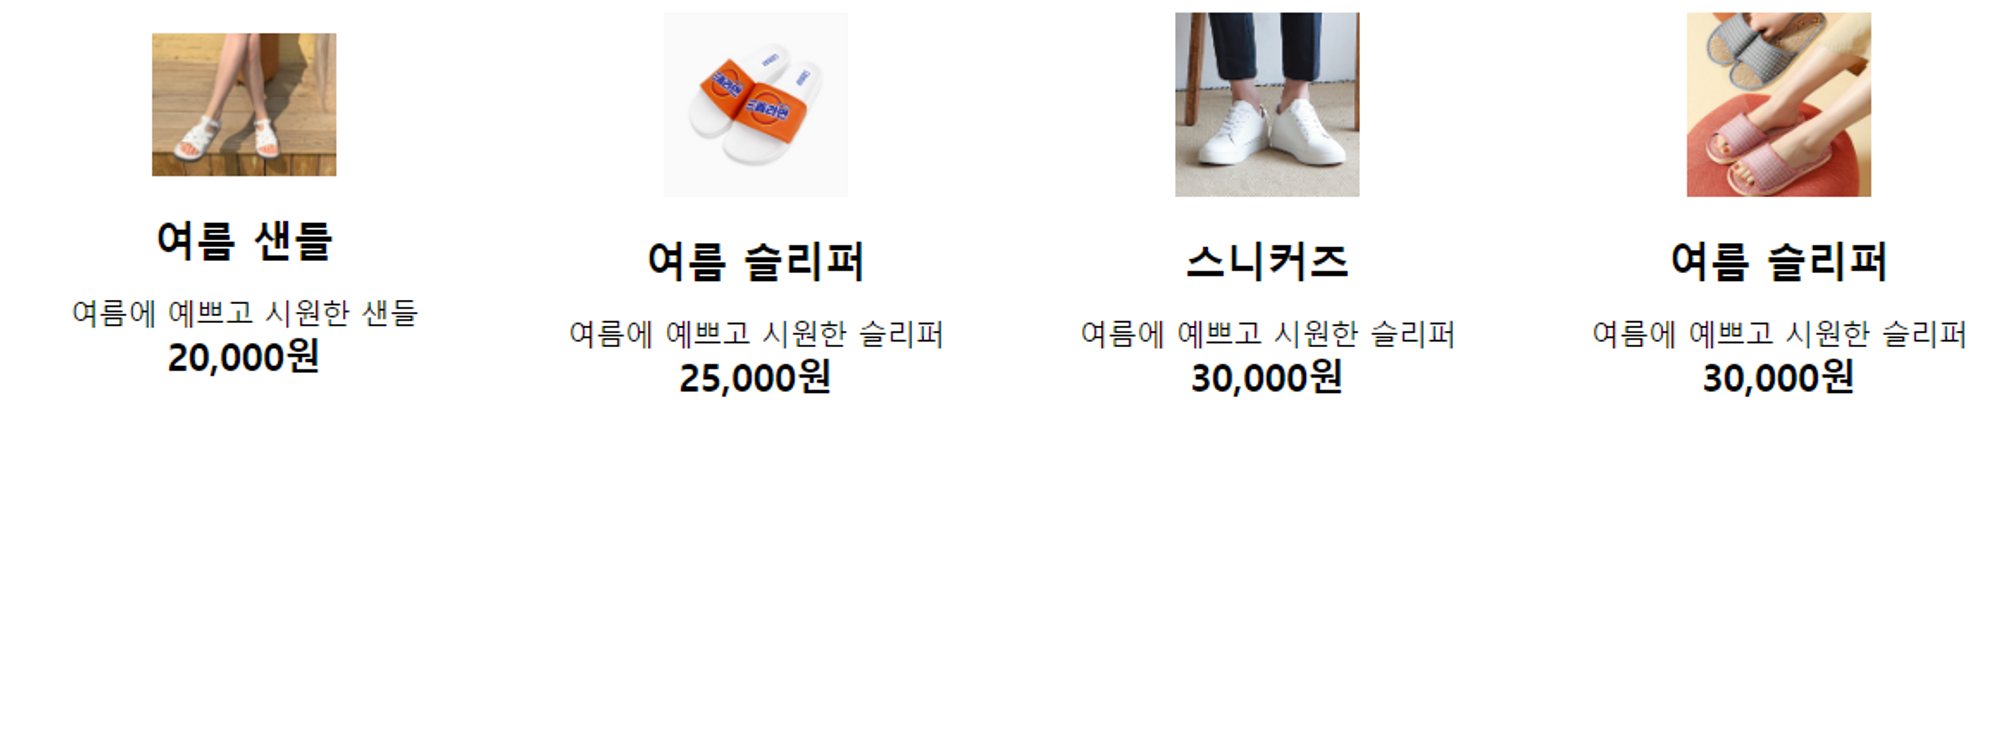 여름 샌들
여름에 예쁘고 시원한 샌들
20,000원
여름 슬리퍼
여름에 예쁘고 시원한 슬리퍼
25,000원
스니커즈
여름에 예쁘고 시원한 슬리퍼
30,000원
여름 슬리퍼
여름에 예쁘고 시원한 슬리퍼
30,000원